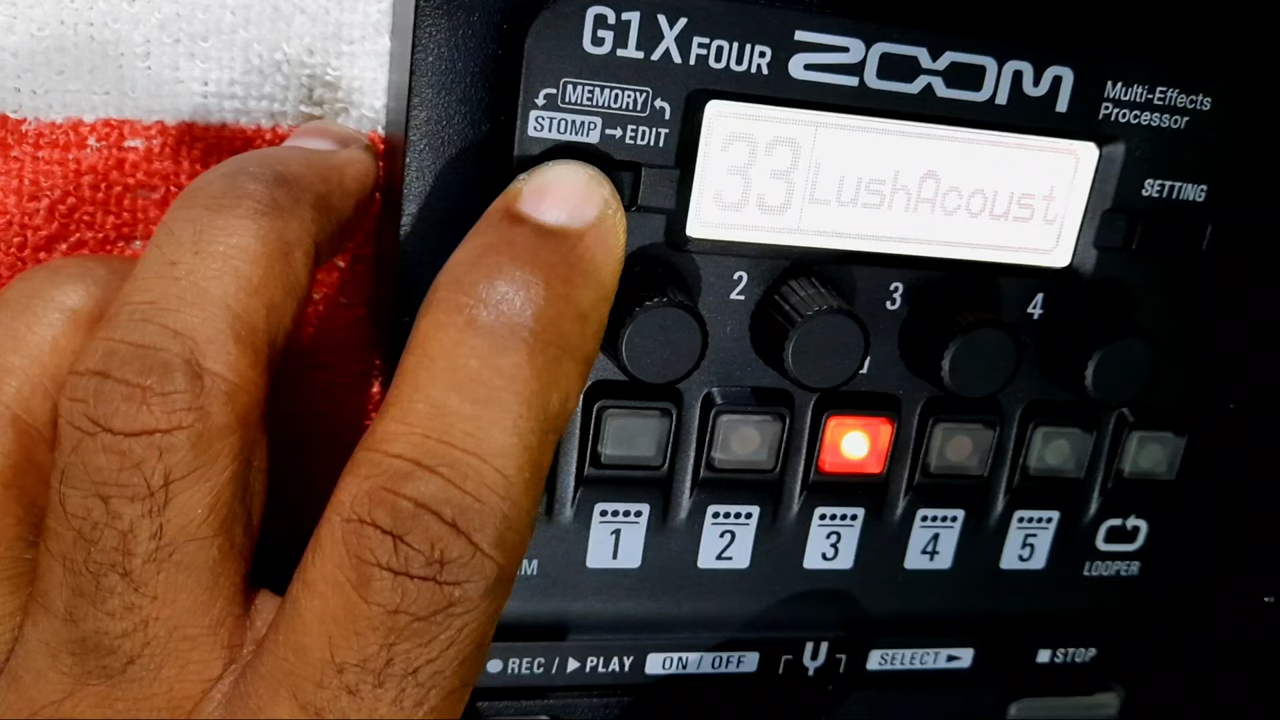 G1X FOUR ZOOM
Multi-Effects
Processor
MEMORY
STOMP → EDIT
33 LushAcoust
SETTING
2 3 4
1 2 3 4 5
LOOPER
● REC / ▶ PLAY ON / OFF SELECT ► ■ STOP